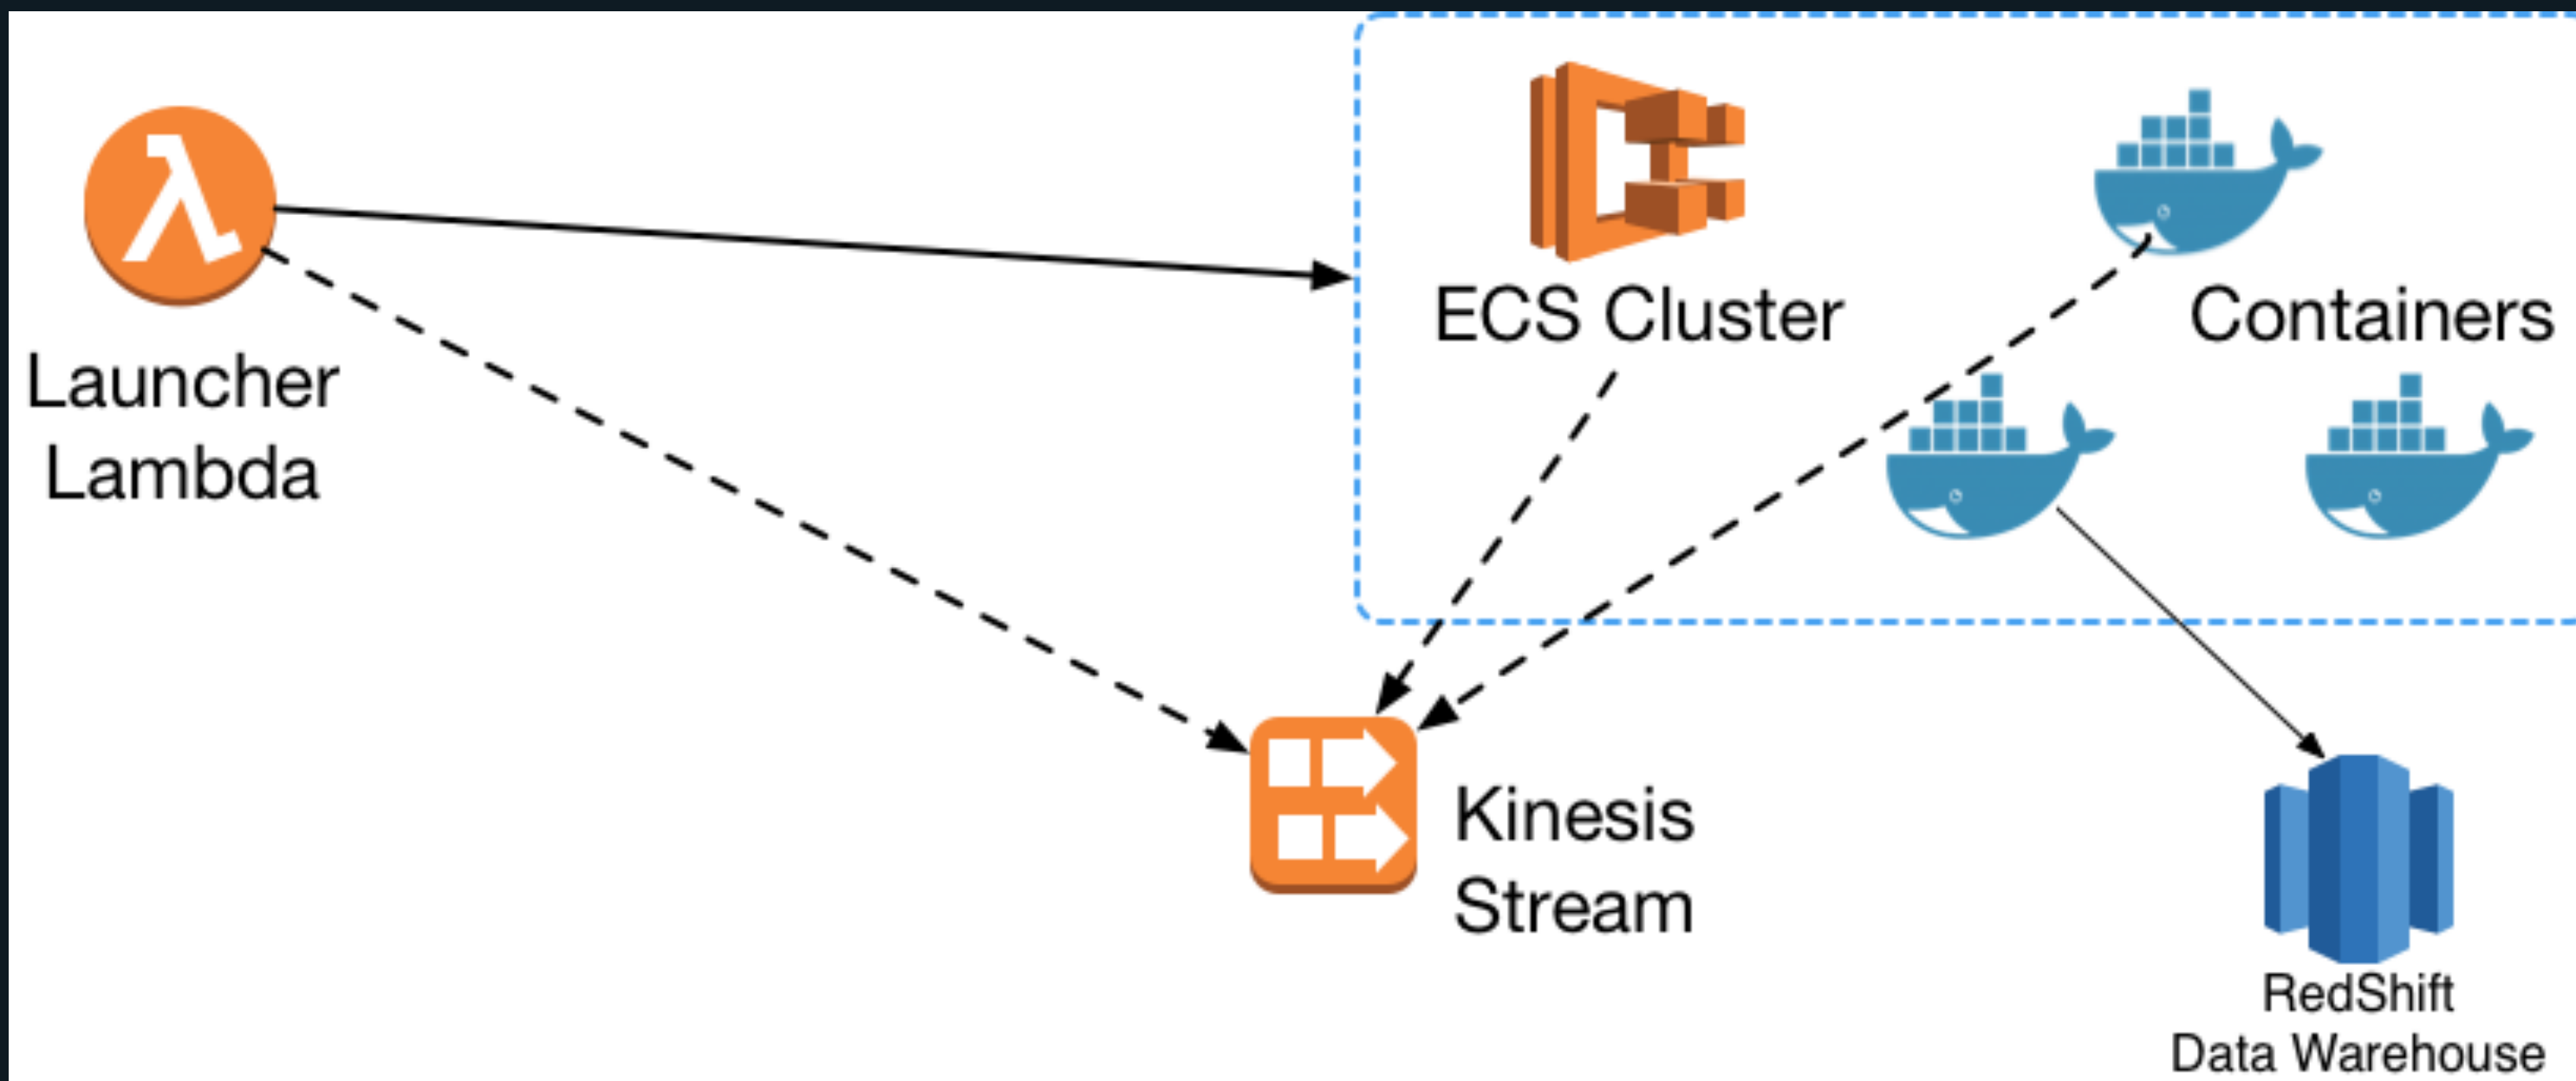 Launcher
Lambda
ECS Cluster
Containers
Kinesis
Stream
RedShift
Data Warehouse